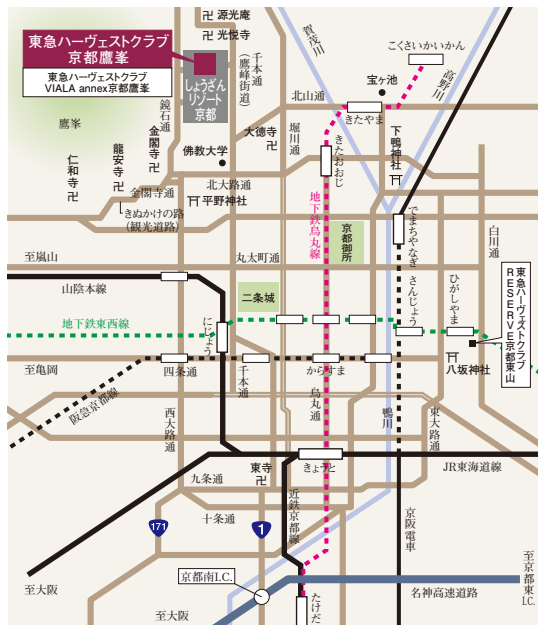 卍 源光庵
卍 光悦寺
東急ハーヴェストクラブ
京都鷹峯
東急ハーヴェストクラブ
VIALA annex京都鷹峯
千本通
(鷹峰街道)
しょうざん
リゾート
京都
鏡石通
鷹峯
賀茂川
こくさいかいかん
高野川
宝ヶ池
北山通
きたやま
金閣寺卍
龍安寺卍
仁和寺卍
佛教大学
大徳寺卍
堀川通
きたおおじ
下鴨神社
北大路通
金閣寺通
平野神社
きぬかけの路
(観光道路)
地下鉄烏丸線
京都御所
でまちやなぎ
白川通
至嵐山
丸太町通
山陰本線
二条城
さんじょう
ひがしやま
東急ハーヴェストクラブ
RESERVE京都東山
地下鉄東西線
にじょう
八坂神社
至亀岡
四条通
千本通
からすま
阪急京都線
烏丸通
鴨川
西大路通
東大路通
東寺
卍
きょうと
JR東海道線
九条通
近鉄京都線
十条通
171
1
京阪電車
京都南I.C.
至京都東I.C.
至大阪
名神高速道路
至大阪
たけだ